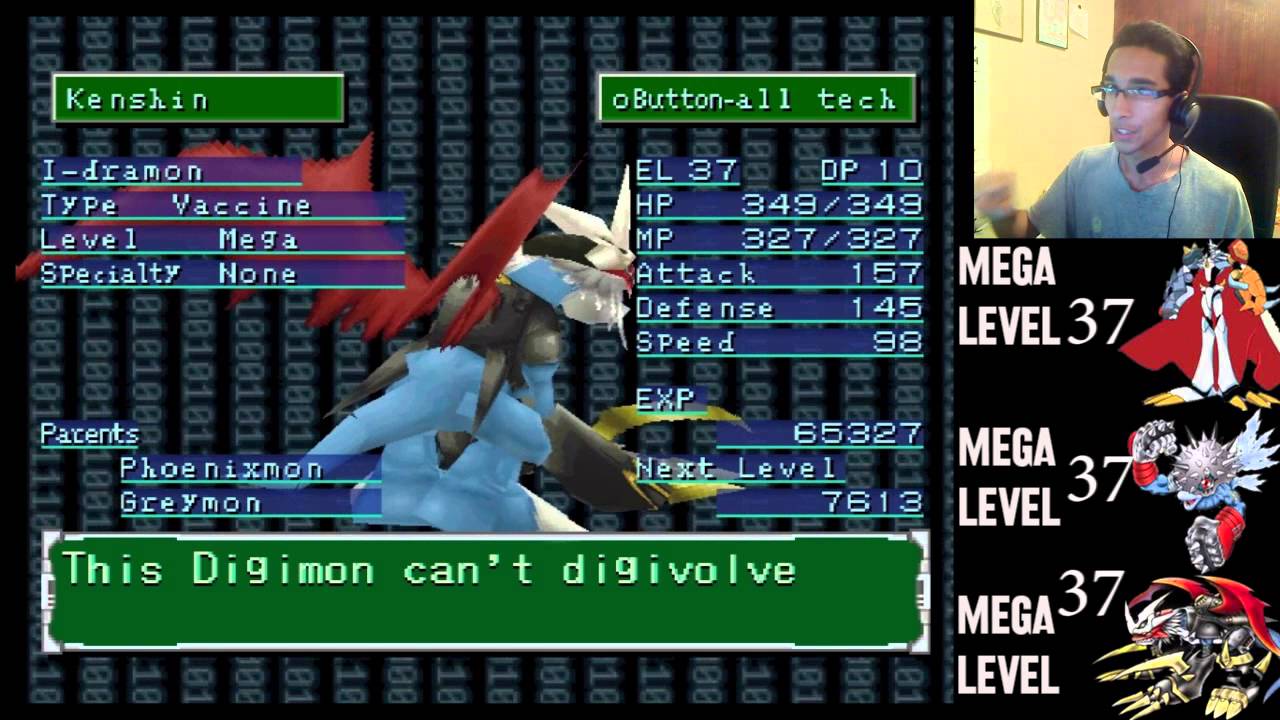 Kenshin
oButton-all tech
I-dramon
Type Vaccine
Level Mega
Specialty None
EL 37 DP 10
HP 349/349
MP 327/327
Attack 157
Defense 145
Speed 98
EXP
65327
Next Level
7613
Parents
Phoenixmon
Greymon
This Digimon can't digivolve
MEGA
LEVEL 37
MEGA
LEVEL 37
MEGA 37
LEVEL